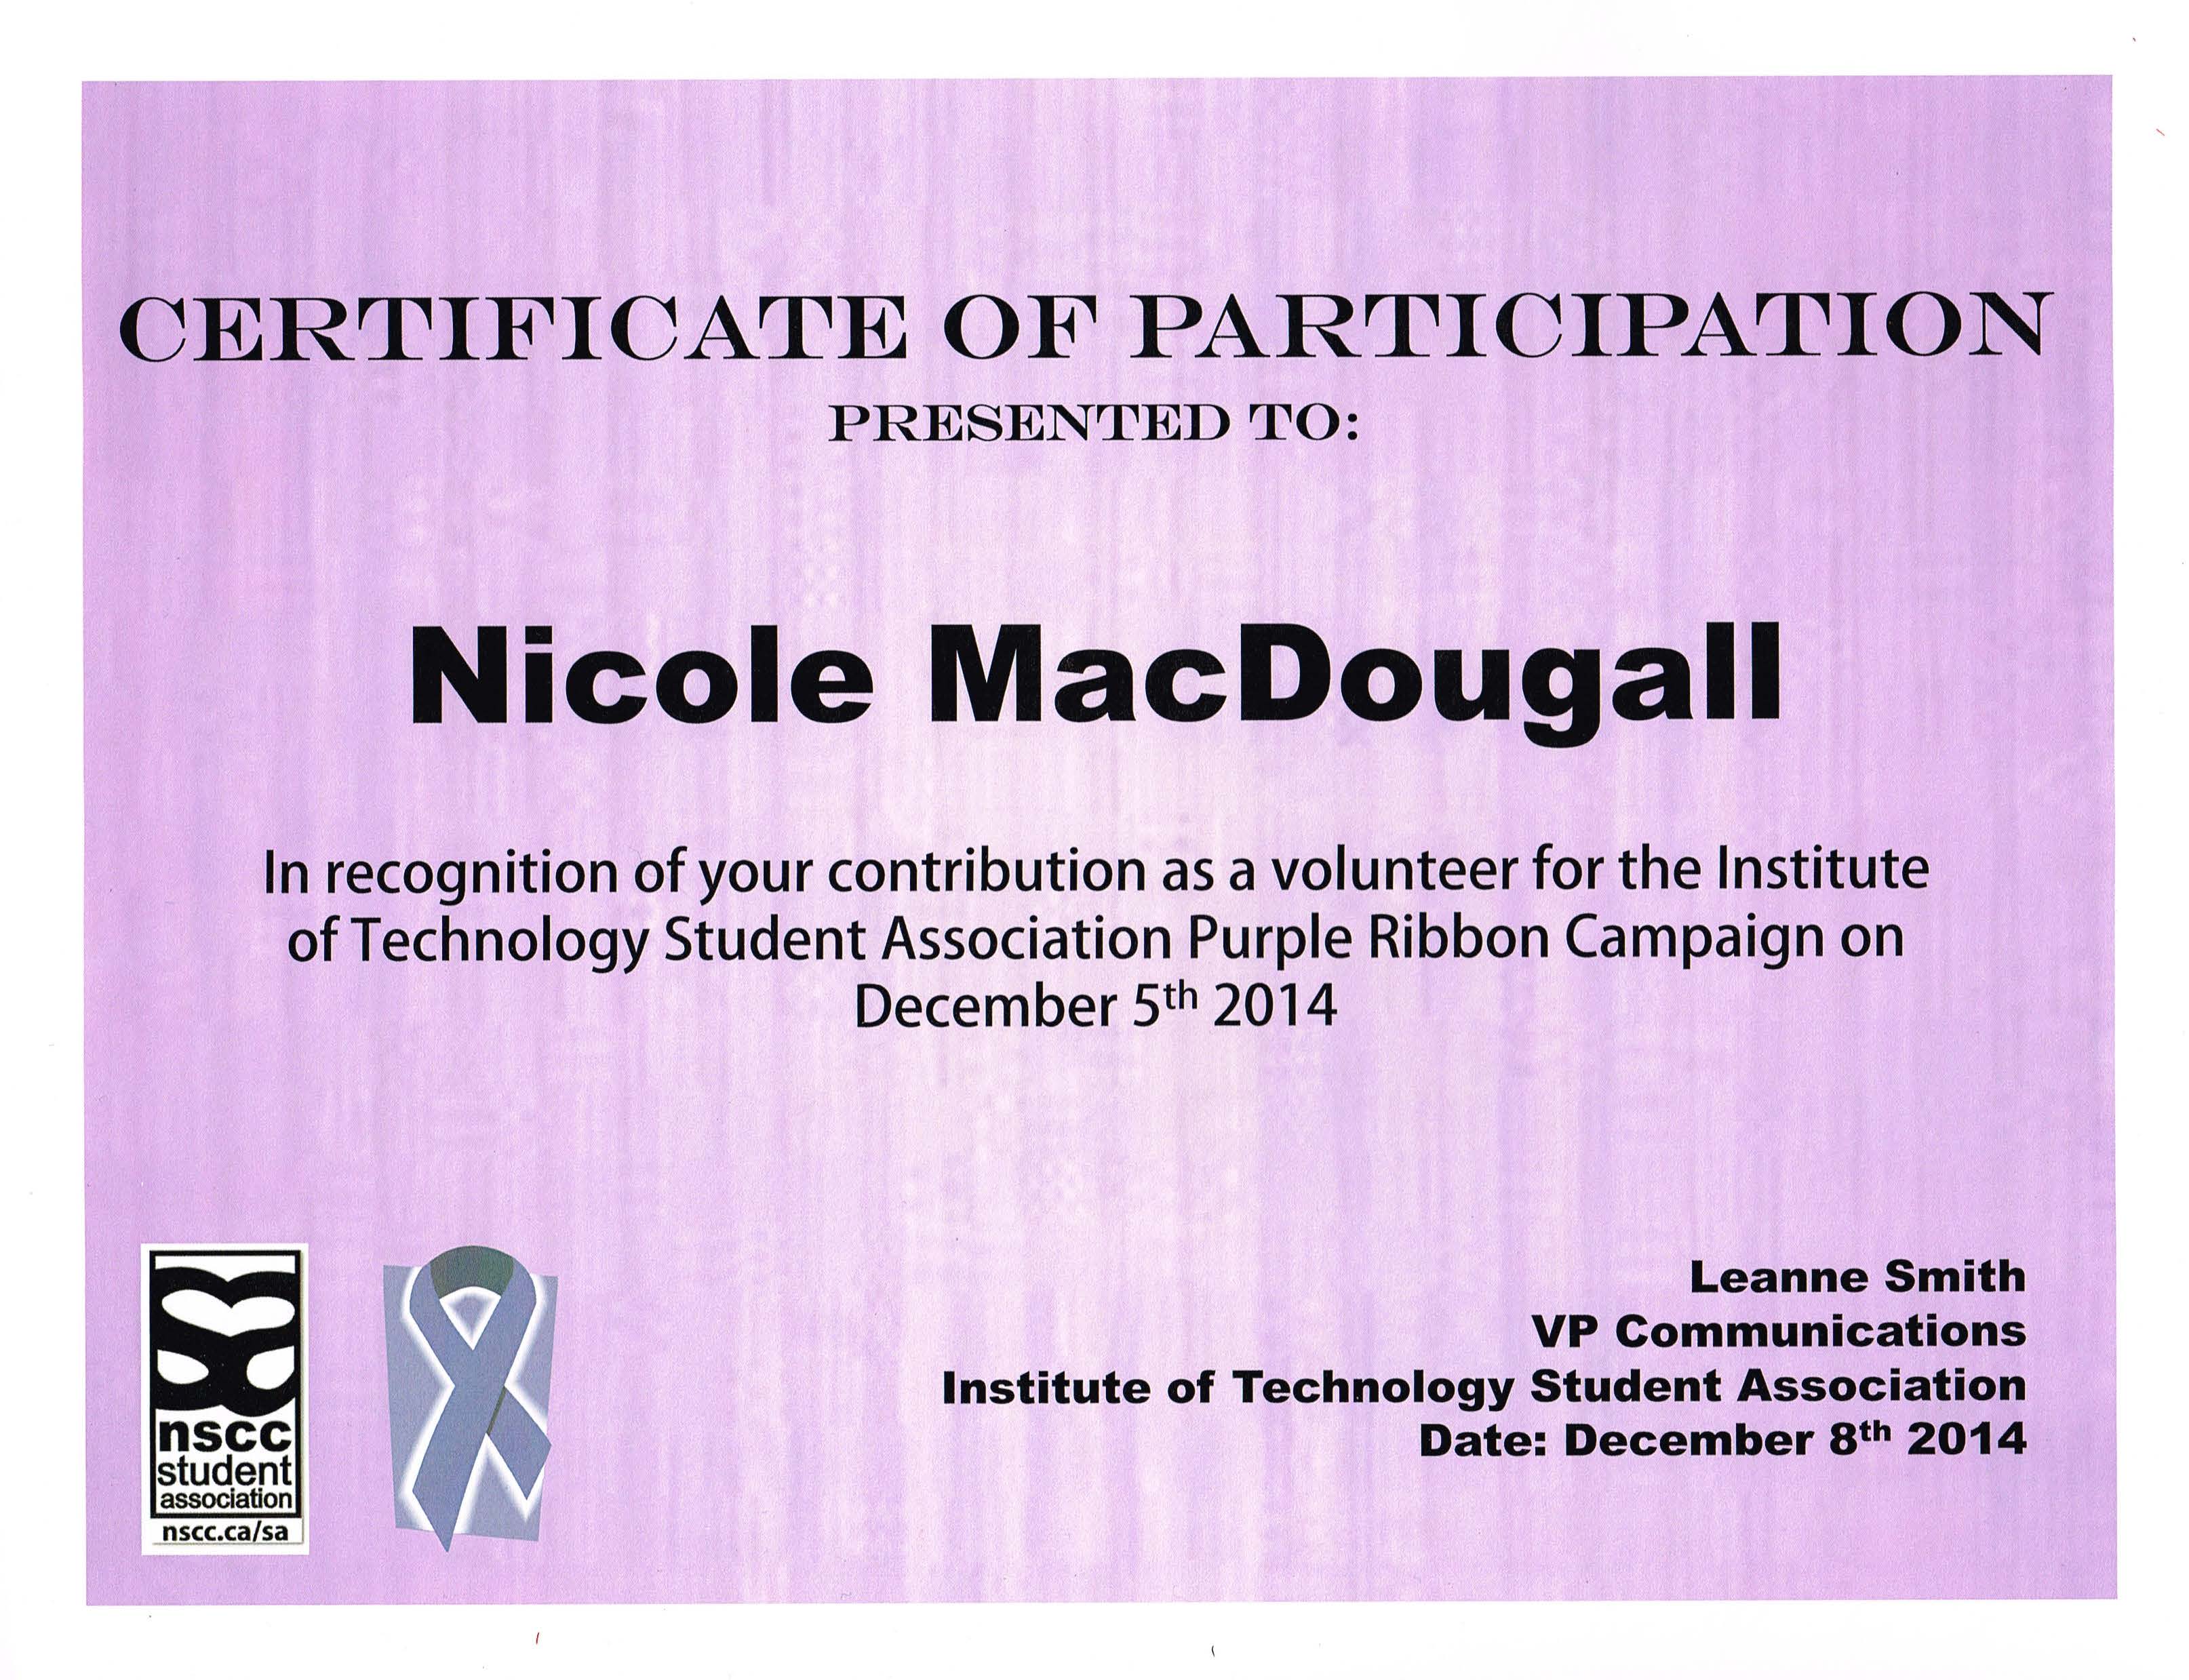 CERTIFICATE OF PARTICIPATION
PRESENTED TO:
Nicole MacDougall
In recognition of your contribution as a volunteer for the Institute
of Technology Student Association Purple Ribbon Campaign on
December 5th 2014
Leanne Smith
VP Communications
Institute of Technology Student Association
Date: December 8th 2014
nscc
student
association
nscc.ca/sa